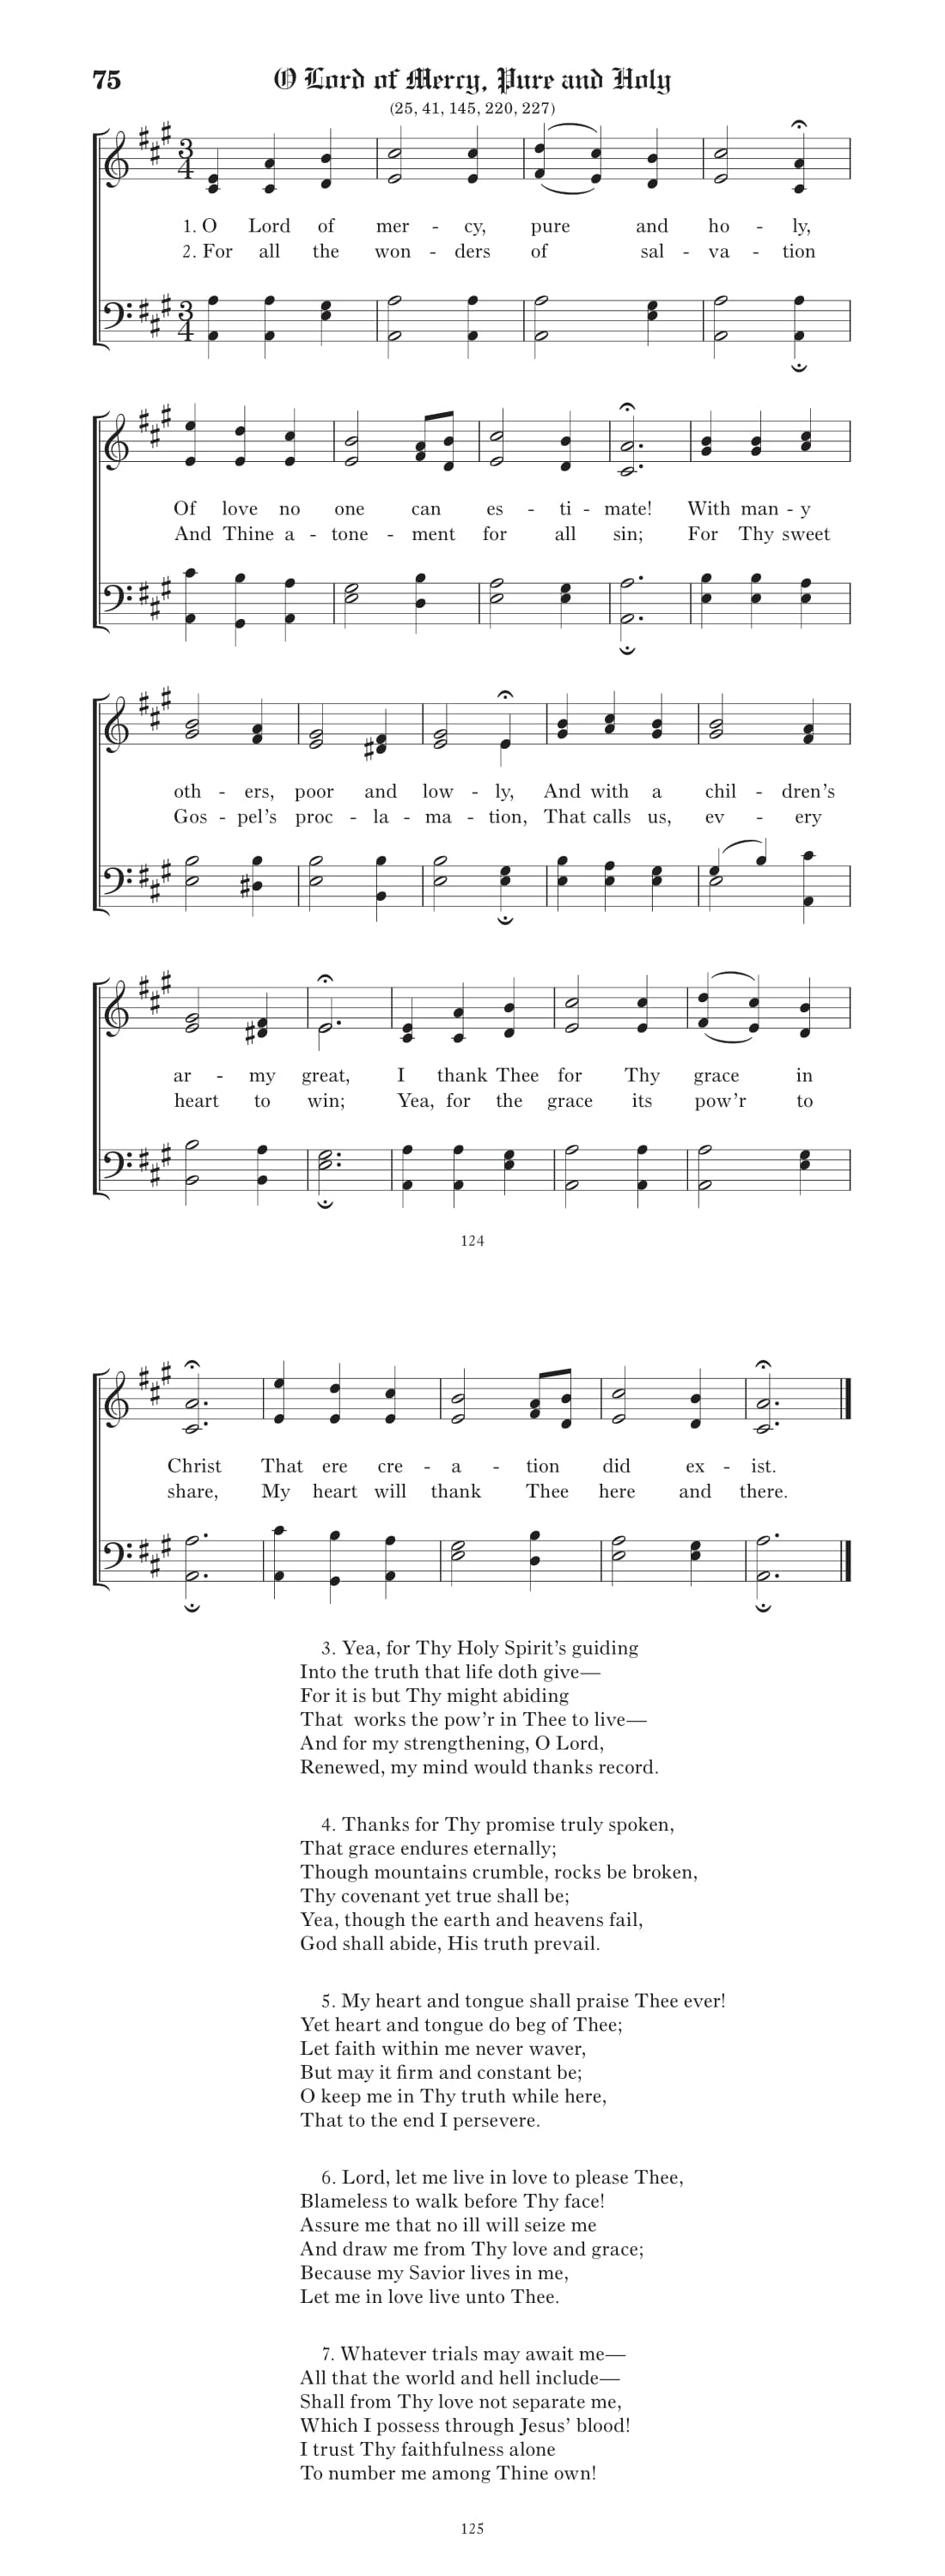 75 O Lord of Mercy, Pure and Holy
(25, 41, 145, 220, 227)
1. O Lord of mer - cy, pure and ho - ly,
2. For all the won - ders of sal - va - tion
Of love no one can es - ti - mate! With man - y
And Thine a - tone - ment for all sin; For Thy sweet
oth - ers, poor and low - ly, And with a chil - dren's
Gos - pel's proc - la - ma - tion, That calls us, ev - ery
ar - my great, I thank Thee for Thy grace in
heart to win; Yea, for the grace its pow'r to
124
Christ That ere cre - a - tion did ex - ist.
share, My heart will thank Thee here and there.
3. Yea, for Thy Holy Spirit's guiding
Into the truth that life doth give—
For it is but Thy might abiding
That works the pow'r in Thee to live—
And for my strengthening, O Lord,
Renewed, my mind would thanks record.
4. Thanks for Thy promise truly spoken,
That grace endures eternally;
Though mountains crumble, rocks be broken,
Thy covenant yet true shall be;
Yea, though the earth and heavens fail,
God shall abide, His truth prevail.
5. My heart and tongue shall praise Thee ever!
Yet heart and tongue do beg of Thee;
Let faith within me never waver,
But may it firm and constant be;
O keep me in Thy truth while here,
That to the end I persevere.
6. Lord, let me live in love to please Thee,
Blameless to walk before Thy face!
Assure me that no ill will seize me
And draw me from Thy love and grace;
Because my Savior lives in me,
Let me in love live unto Thee.
7. Whatever trials may await me—
All that the world and hell include—
Shall from Thy love not separate me,
Which I possess through Jesus' blood!
I trust Thy faithfulness alone
To number me among Thine own!
125